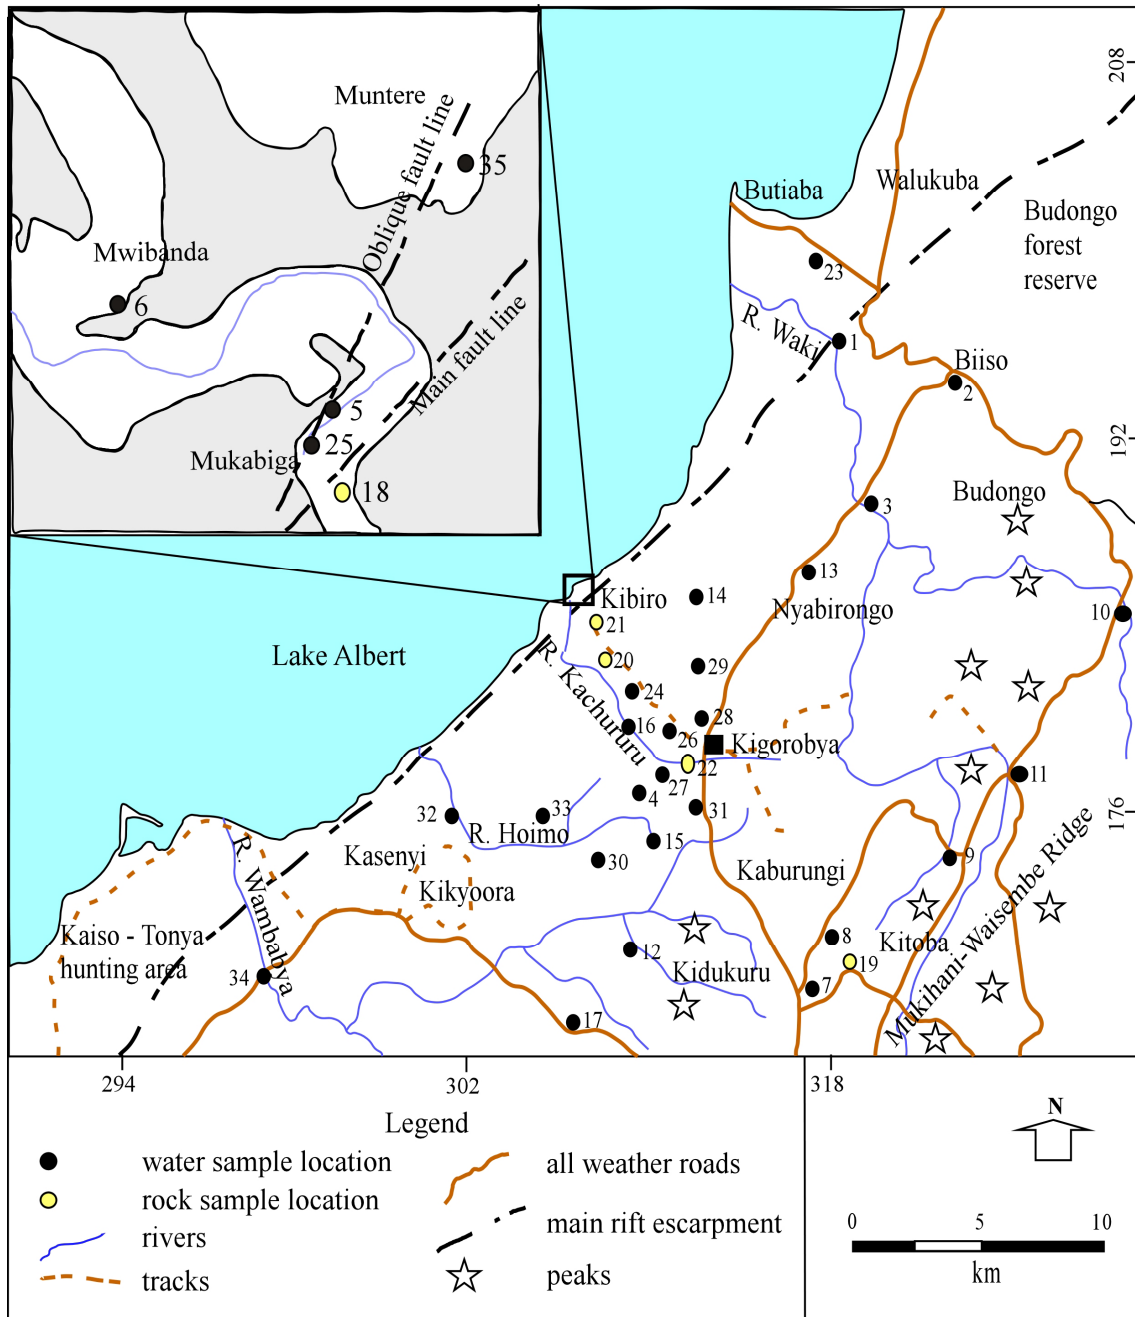 Muntere
Oblique fault line
35
Mwibanda
6
Main fault line
5
25
Mukabiga
18
208
Butiaba
Walukuba
Budongo
forest
reserve
23
R. Waki
1
Biiso
2
192
Budongo
3
13
Nyabirongo
14
Kibiro
21
10
Lake Albert
20
R. Kachururu
29
24
28
16
26
Kigorobya
22
27
11
4
31
176
32
33
R. Hoimo
15
Kasenyi
30
9
Kaburungi
Kikyoora
R. Wambabya
Mukihani-Waisembe Ridge
Kaiso - Tonya
hunting area
8
Kitoba
12
19
Kidukuru
34
7
17
294
302
318
Legend
water sample location
rock sample location
rivers
tracks
all weather roads
main rift escarpment
peaks
N
0 5 10
km